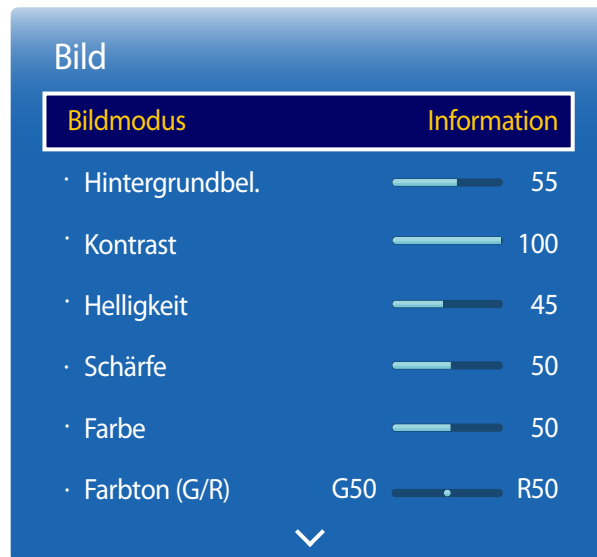 Bild
Bildmodus Information
· Hintergrundbel. 55
· Kontrast 100
· Helligkeit 45
· Schärfe 50
· Farbe 50
· Farbton (G/R) G50 R50